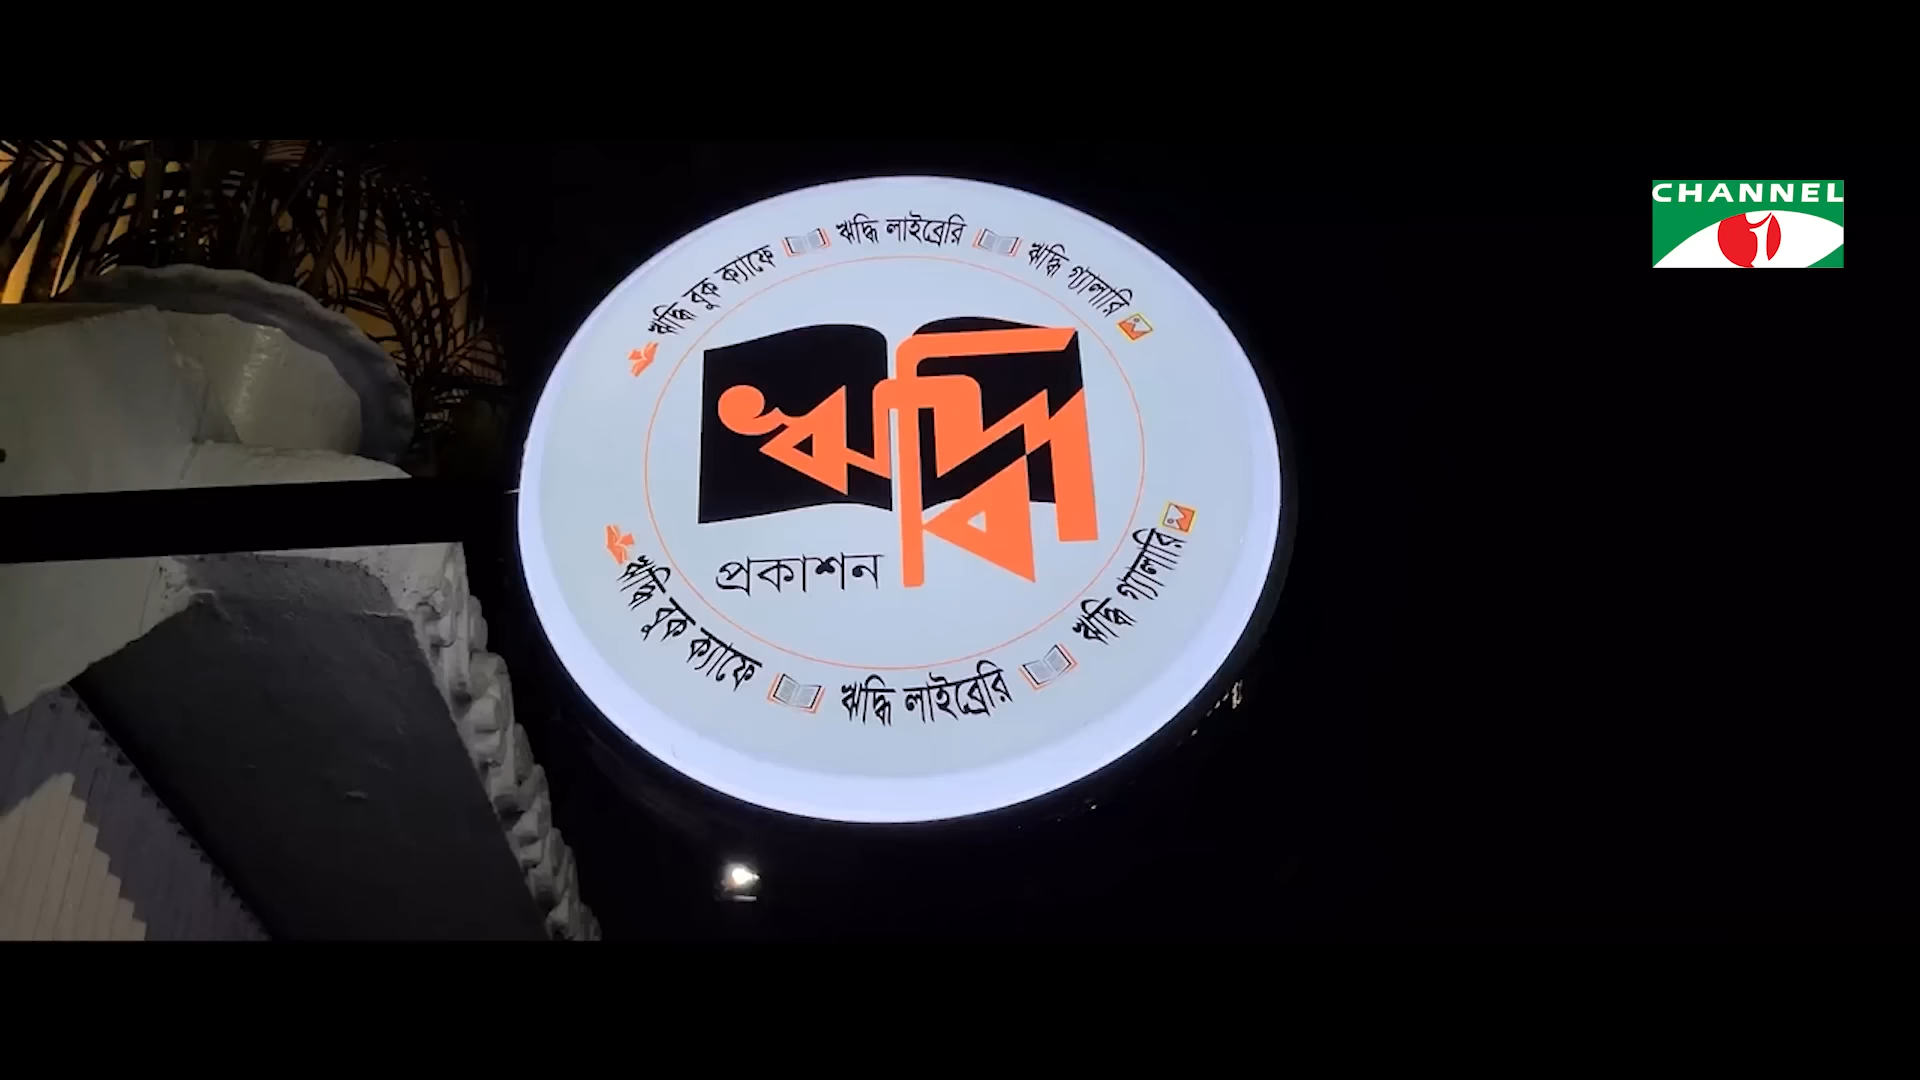 CHANNEL i
ঋদ্ধি বুক ক্যাফে ঋদ্ধি লাইব্রেরি ঋদ্ধি গ্যালারি
ঋদ্ধি
প্রকাশন
ঋদ্ধি বুক ক্যাফে ঋদ্ধি লাইব্রেরি ঋদ্ধি গ্যালারি